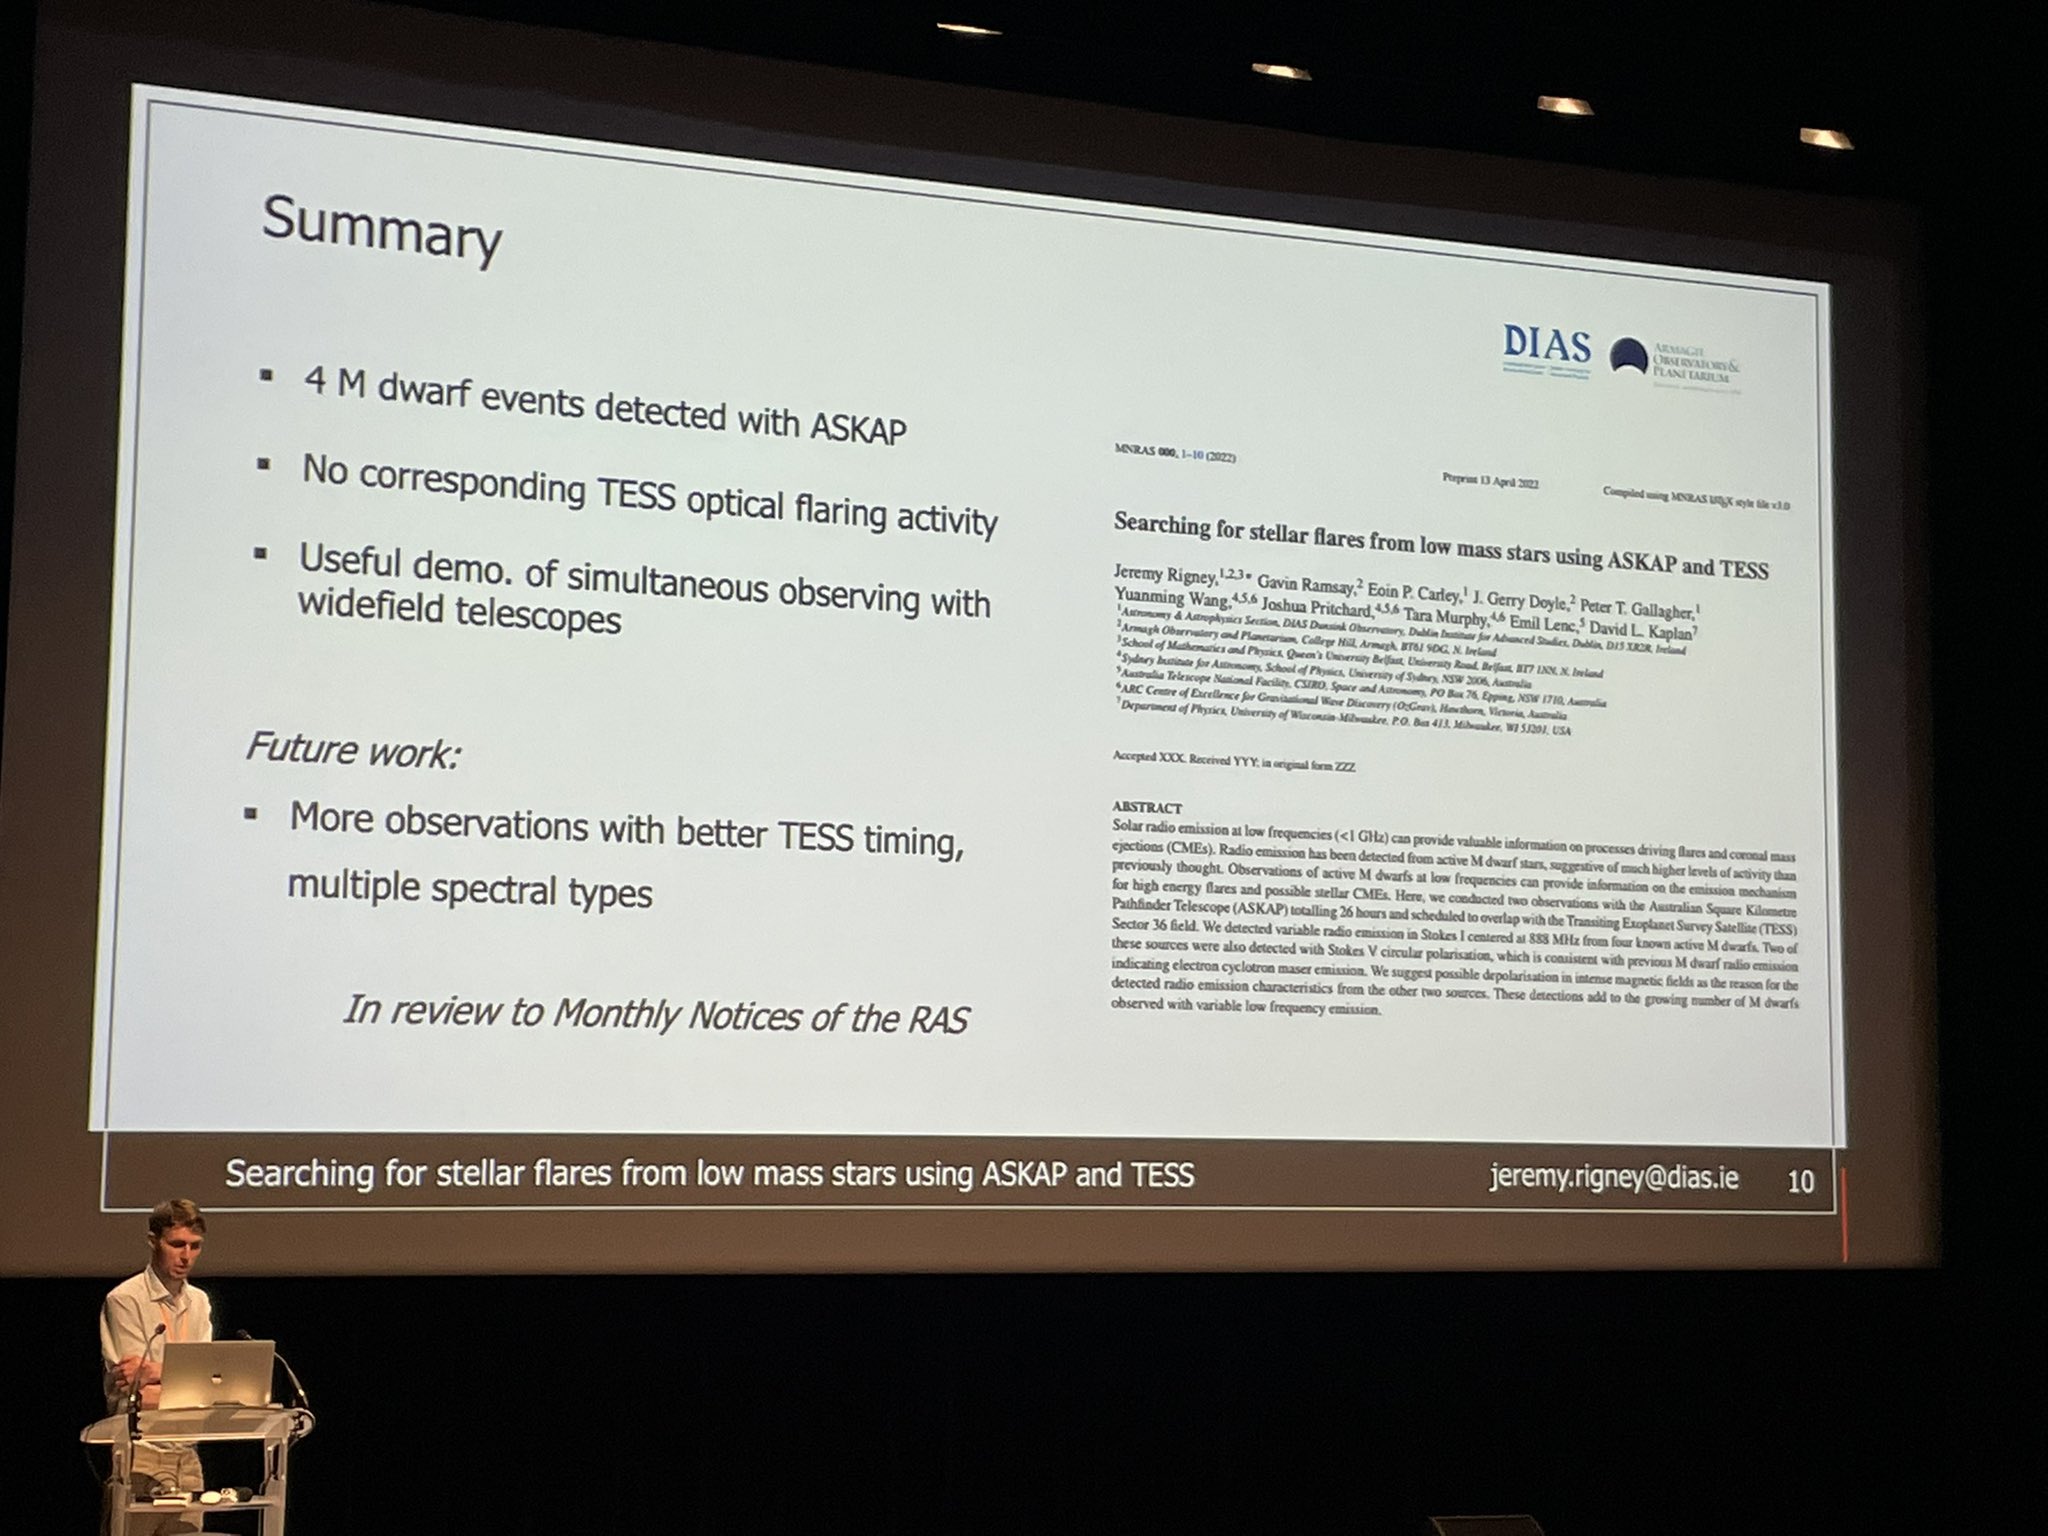 Summary
▪ 4 M dwarf events detected with ASKAP
▪ No corresponding TESS optical flaring activity
▪ Useful demo. of simultaneous observing with
widefield telescopes
Future work:
▪ More observations with better TESS timing,
multiple spectral types
In review to Monthly Notices of the RAS
DIAS
ARMAGH
OBSERVATORY &
PLANETARIUM
MNRAS 000, 1–10 (2022)
Preprint 13 April 2022
Compiled using MNRAS LATEX style file v3.0
Searching for stellar flares from low mass stars using ASKAP and TESS
Jeremy Rigney,1,2,3* Gavin Ramsay,2 Eoin P. Carley,1 J. Gerry Doyle,2 Peter T. Gallagher,1
Yuanming Wang,4,5,6 Joshua Pritchard,4,5,6 Tara Murphy,4,6 Emil Lenc,5 David L. Kaplan7
1Astronomy & Astrophysics Section, DIAS Dunsink Observatory, Dublin Institute for Advanced Studies, Dublin, D15 XR2R, Ireland
2Armagh Observatory and Planetarium, College Hill, Armagh, BT61 9DG, N. Ireland
3School of Mathematics and Physics, Queen's University Belfast, University Road, Belfast, BT7 1NN, N. Ireland
4Sydney Institute for Astronomy, School of Physics, University of Sydney, NSW 2006, Australia
5Australia Telescope National Facility, CSIRO, Space and Astronomy, PO Box 76, Epping, NSW 1710, Australia
6ARC Centre of Excellence for Gravitational Wave Discovery (OzGrav), Hawthorn, Victoria, Australia
7Department of Physics, University of Wisconsin-Milwaukee, P.O. Box 413, Milwaukee, WI 53201, USA
Accepted XXX. Received YYY; in original form ZZZ
ABSTRACT
Solar radio emission at low frequencies (<1 GHz) can provide valuable information on processes driving flares and coronal mass
ejections (CMEs). Radio emission has been detected from active M dwarf stars, suggestive of much higher levels of activity than
previously thought. Observations of active M dwarfs at low frequencies can provide information on the emission mechanism
for high energy flares and possible stellar CMEs. Here, we conducted two observations with the Australian Square Kilometre
Pathfinder Telescope (ASKAP) totalling 26 hours and scheduled to overlap with the Transiting Exoplanet Survey Satellite (TESS)
Sector 36 field. We detected variable radio emission in Stokes I centered at 888 MHz from four known active M dwarfs. Two of
these sources were also detected with Stokes V circular polarisation, which is consistent with previous M dwarf radio emission
indicating electron cyclotron maser emission. We suggest possible depolarisation in intense magnetic fields as the reason for the
detected radio emission characteristics from the other two sources. These detections add to the growing number of M dwarfs
observed with variable low frequency emission.
Searching for stellar flares from low mass stars using ASKAP and TESS
jeremy.rigney@dias.ie
10